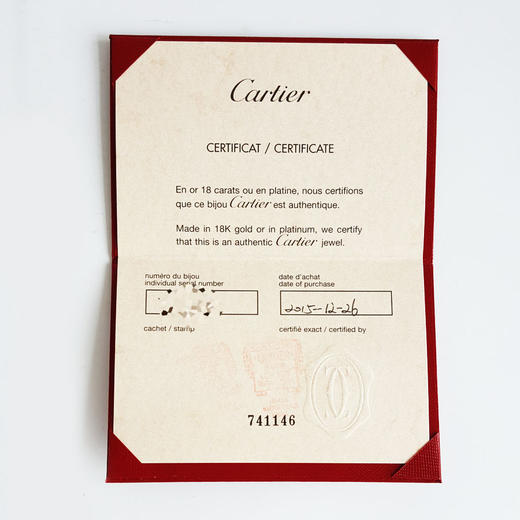 Cartier
CERTIFICAT / CERTIFICATE
En or 18 carats ou en platine, nous certifions
que ce bijou Cartier est authentique.
Made in 18K gold or in platinum, we certify
that this is an authentic Cartier jewel.
numéro du bijou
individual serial number
date d'achat
date of purchase
2015-12-26
cachet / stamp
certifié exact / certified by
741146